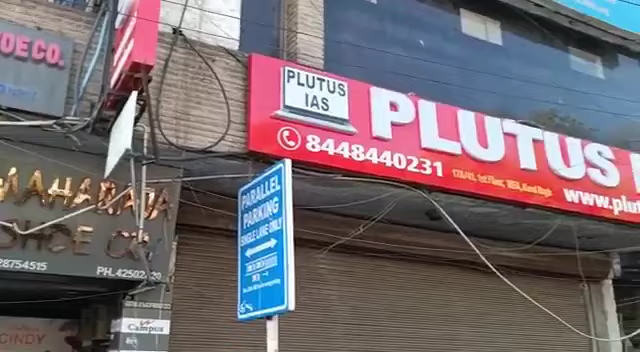 OE CO.
PLUTUS
IAS
PLUTUS
8448440231
www.plut
MAHARAJA
SHOE CO
28754515
PH.42502
PARALLEL
PARKING
SINGLE LANE ONLY
Campus
CINDY